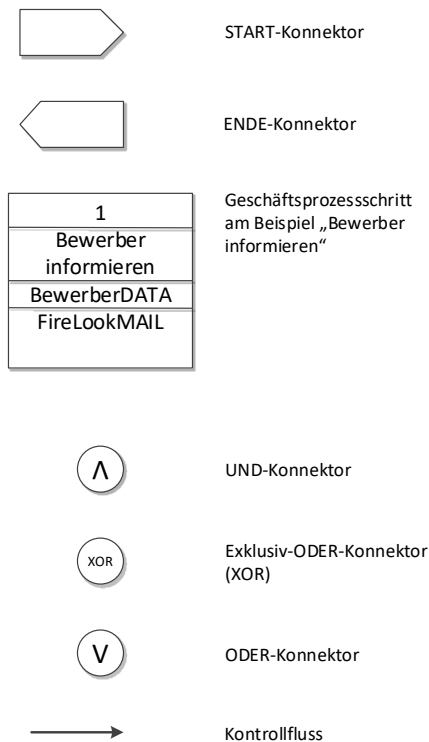 START-Konnektor
ENDE-Konnektor
1
Bewerber
informieren
BewerberDATA
FireLookMAIL
Geschäftsprozessschritt
am Beispiel „Bewerber
informieren“
Λ
UND-Konnektor
XOR
Exklusiv-ODER-Konnektor
(XOR)
V
ODER-Konnektor
Kontrollfluss